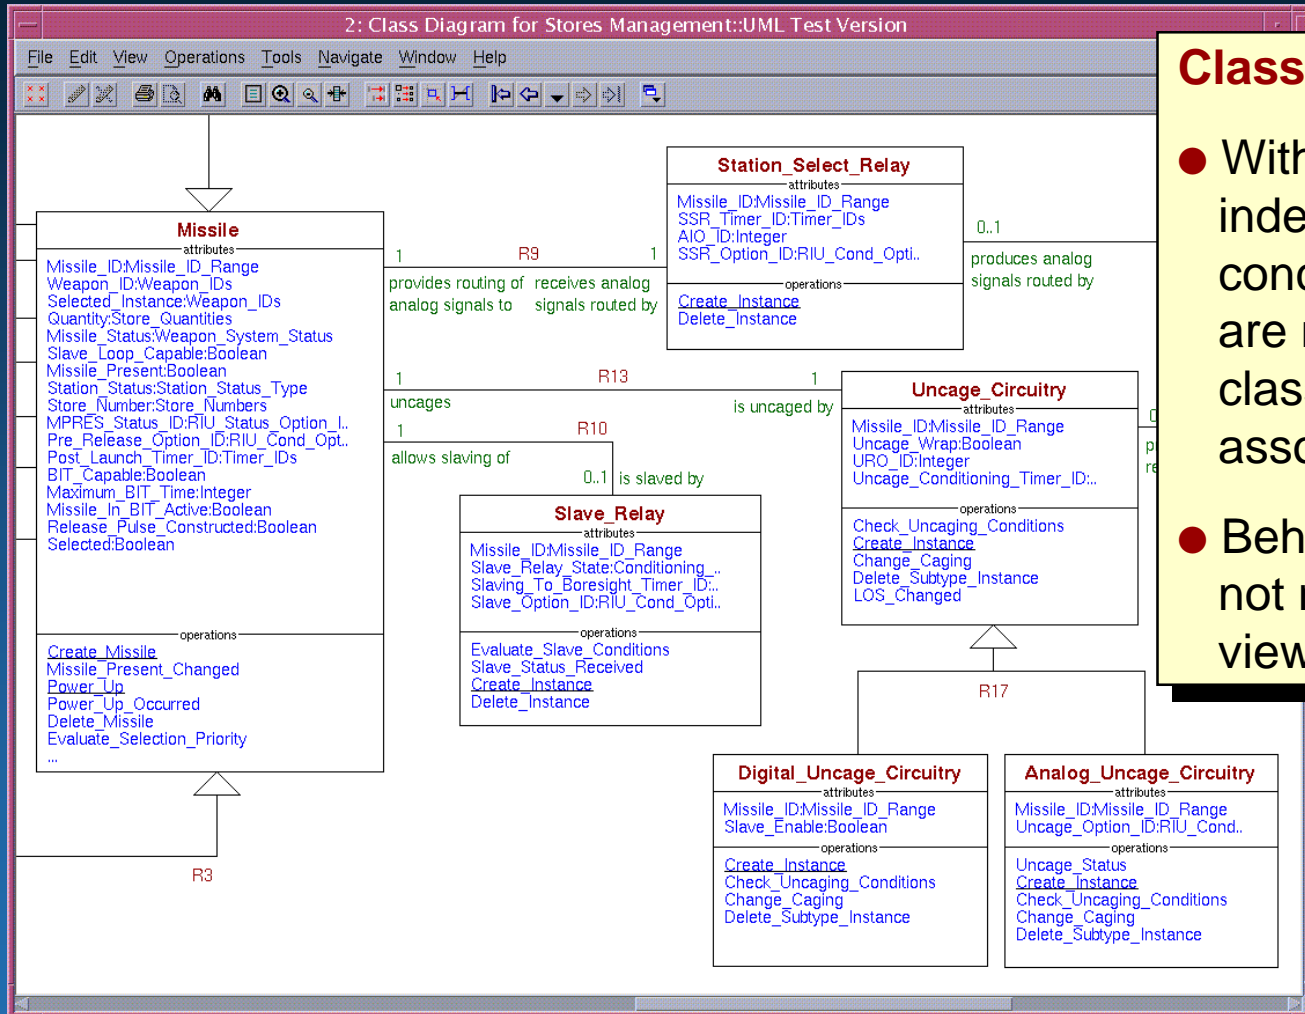 2: Class Diagram for Stores Management::UML Test Version
File Edit View Operations Tools Navigate Window Help
Missile
attributes
Missile_ID:Missile_ID_Range
Weapon_ID:Weapon_IDs
Selected_Instance:Weapon_IDs
Quantity:Store_Quantities
Missile_Status:Weapon_System_Status
Slave_Loop_Capable:Boolean
Missile_Present:Boolean
Station_Status:Station_Status_Type
Store_Number:Store_Numbers
MPRES_Status_ID:RIU_Status_Option_I..
Pre_Release_Option_ID:RIU_Cond_Opt..
Post_Launch_Timer_ID:Timer_IDs
BIT_Capable:Boolean
Maximum_BIT_Time:Integer
Missile_In_BIT_Active:Boolean
Release_Pulse_Constructed:Boolean
Selected:Boolean
operations
Create_Missile
Missile_Present_Changed
Power_Up
Power_Up_Occurred
Delete_Missile
Evaluate_Selection_Priority
...
R3
1 R9 1
provides routing of
analog signals to
receives analog
signals routed by
Station_Select_Relay
attributes
Missile_ID:Missile_ID_Range
SSR_Timer_ID:Timer_IDs
AIO_ID:Integer
SSR_Option_ID:RIU_Cond_Opti..
operations
Create_Instance
Delete_Instance
0..1
produces analog
signals routed by
1 R13 1
uncages
is uncaged by
1 R10
allows slaving of
0..1 is slaved by
Slave_Relay
attributes
Missile_ID:Missile_ID_Range
Slave_Relay_State:Conditioning_..
Slaving_To_Boresight_Timer_ID:..
Slave_Option_ID:RIU_Cond_Opti..
operations
Evaluate_Slave_Conditions
Slave_Status_Received
Create_Instance
Delete_Instance
Uncage_Circuitry
attributes
Missile_ID:Missile_ID_Range
Uncage_Wrap:Boolean
URO_ID:Integer
Uncage_Conditioning_Timer_ID:..
operations
Check_Uncaging_Conditions
Create_Instance
Change_Caging
Delete_Subtype_Instance
LOS_Changed
R17
Digital_Uncage_Circuitry
attributes
Missile_ID:Missile_ID_Range
Slave_Enable:Boolean
operations
Create_Instance
Check_Uncaging_Conditions
Change_Caging
Delete_Subtype_Instance
Analog_Uncage_Circuitry
attributes
Missile_ID:Missile_ID_Range
Uncage_Option_ID:RIU_Cond..
operations
Uncage_Status
Create_Instance
Check_Uncaging_Conditions
Change_Caging
Delete_Subtype_Instance
Class
With
inde
conc
are
clas
asso
Beh
not
view